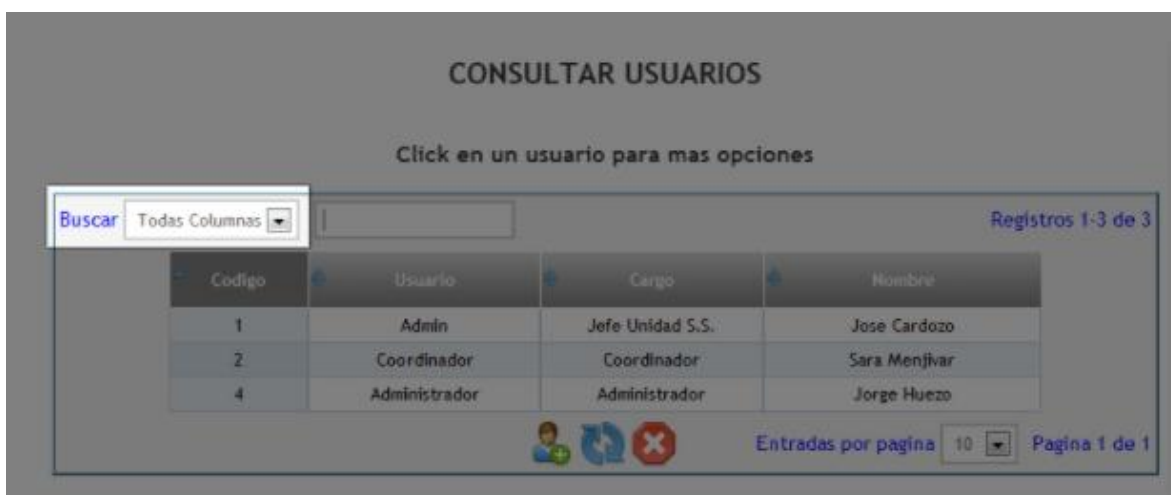 CONSULTAR USUARIOS
Click en un usuario para mas opciones
Buscar Todas Columnas Registros 1-3 de 3
Codigo Usuario Cargo Nombre
1 Admin Jefe Unidad S.S. Jose Cardozo
2 Coordinador Coordinador Sara Menjivar
4 Administrador Administrador Jorge Huezo
Entradas por pagina 10 Pagina 1 de 1